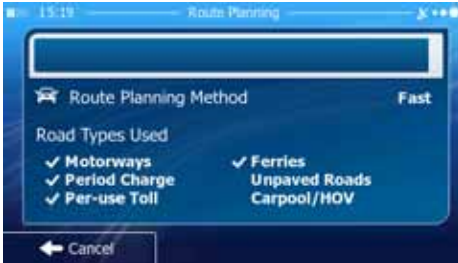 15:19 Route Planning
Route Planning Method Fast
Road Types Used
Motorways Ferries
Period Charge Unpaved Roads
Per-use Toll Carpool/HOV
Cancel